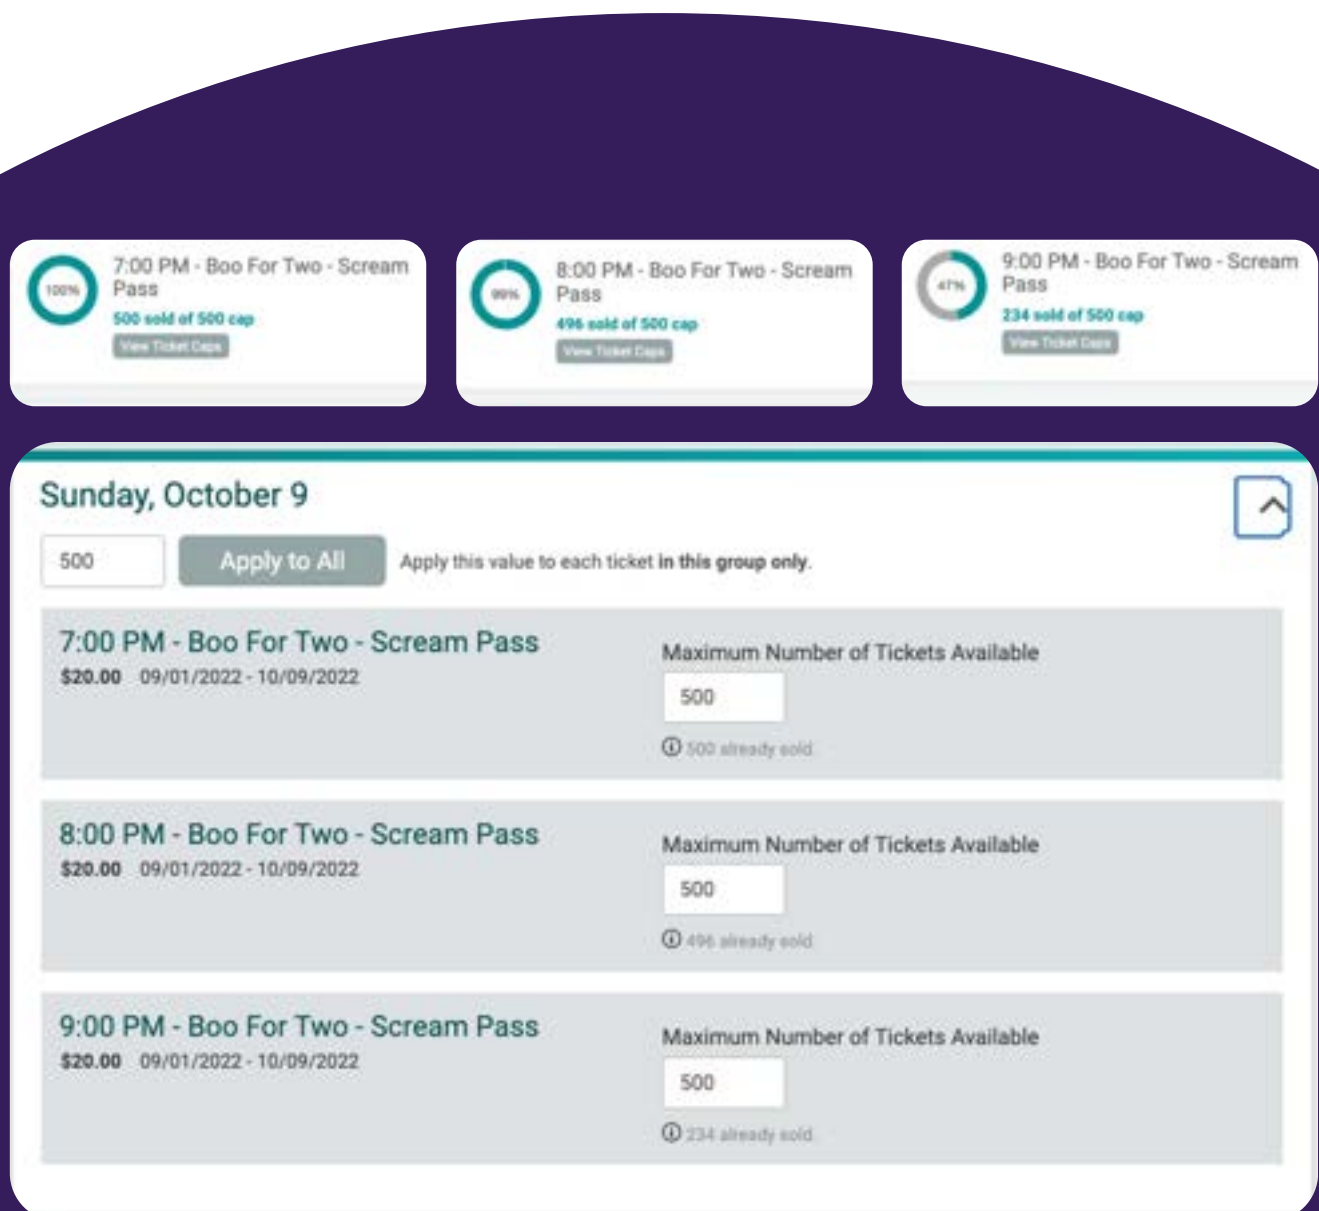 100%
7:00 PM - Boo For Two - Scream
Pass
500 sold of 500 cap
View Ticket Caps
99%
8:00 PM - Boo For Two - Scream
Pass
496 sold of 500 cap
View Ticket Caps
47%
9:00 PM - Boo For Two - Scream
Pass
234 sold of 500 cap
View Ticket Caps
Sunday, October 9
500
Apply to All
Apply this value to each ticket in this group only.
7:00 PM - Boo For Two - Scream Pass
$20.00 09/01/2022 - 10/09/2022
Maximum Number of Tickets Available
500
500 already sold
8:00 PM - Boo For Two - Scream Pass
$20.00 09/01/2022 - 10/09/2022
Maximum Number of Tickets Available
500
496 already sold
9:00 PM - Boo For Two - Scream Pass
$20.00 09/01/2022 - 10/09/2022
Maximum Number of Tickets Available
500
234 already sold